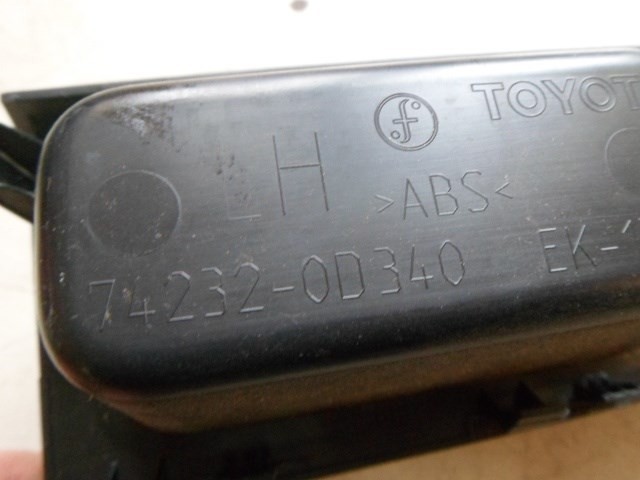 f TOYOT
LH >ABS<
74232-0D340 EK-